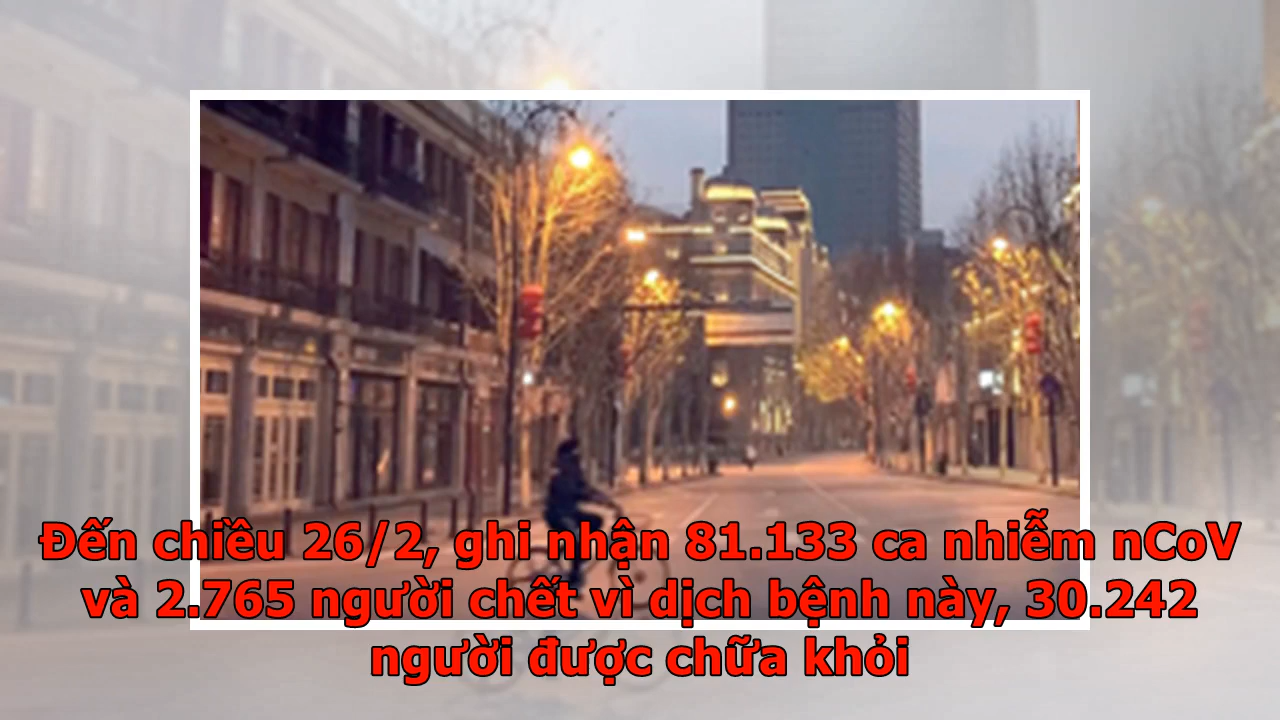 Đến chiều 26/2, ghi nhận 81.133 ca nhiễm nCoV
và 2.765 người chết vì dịch bệnh này, 30.242
người được chữa khỏi